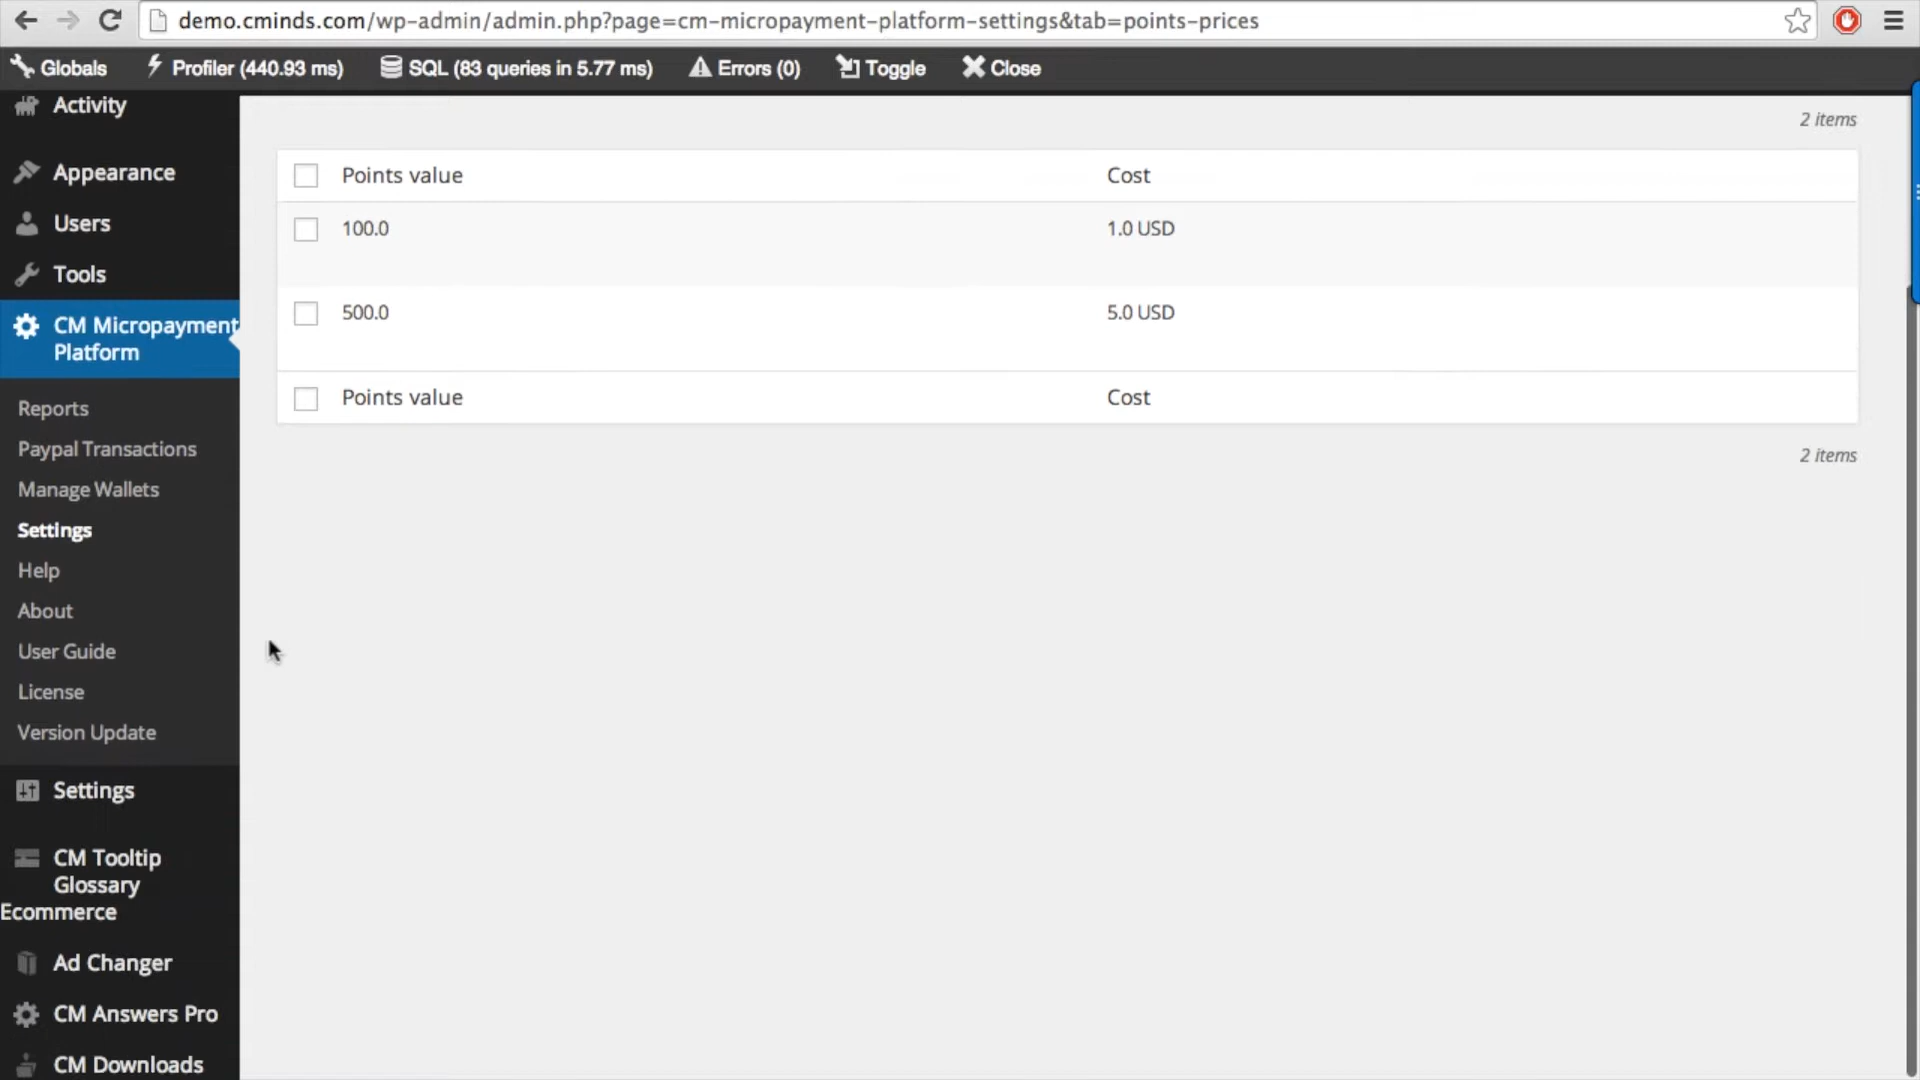 demo.cminds.com/wp-admin/admin.php?page=cm-micropayment-platform-settings&tab=points-prices
Globals Profiler (440.93 ms) SQL (83 queries in 5.77 ms) Errors (0) Toggle Close
Activity
Appearance
Users
Tools
CM Micropayment
Platform
Reports
Paypal Transactions
Manage Wallets
Settings
Help
About
User Guide
License
Version Update
Settings
CM Tooltip
Glossary
Ecommerce
Ad Changer
CM Answers Pro
CM Downloads
2 items
Points value Cost
100.0 1.0 USD
500.0 5.0 USD
Points value Cost
2 items